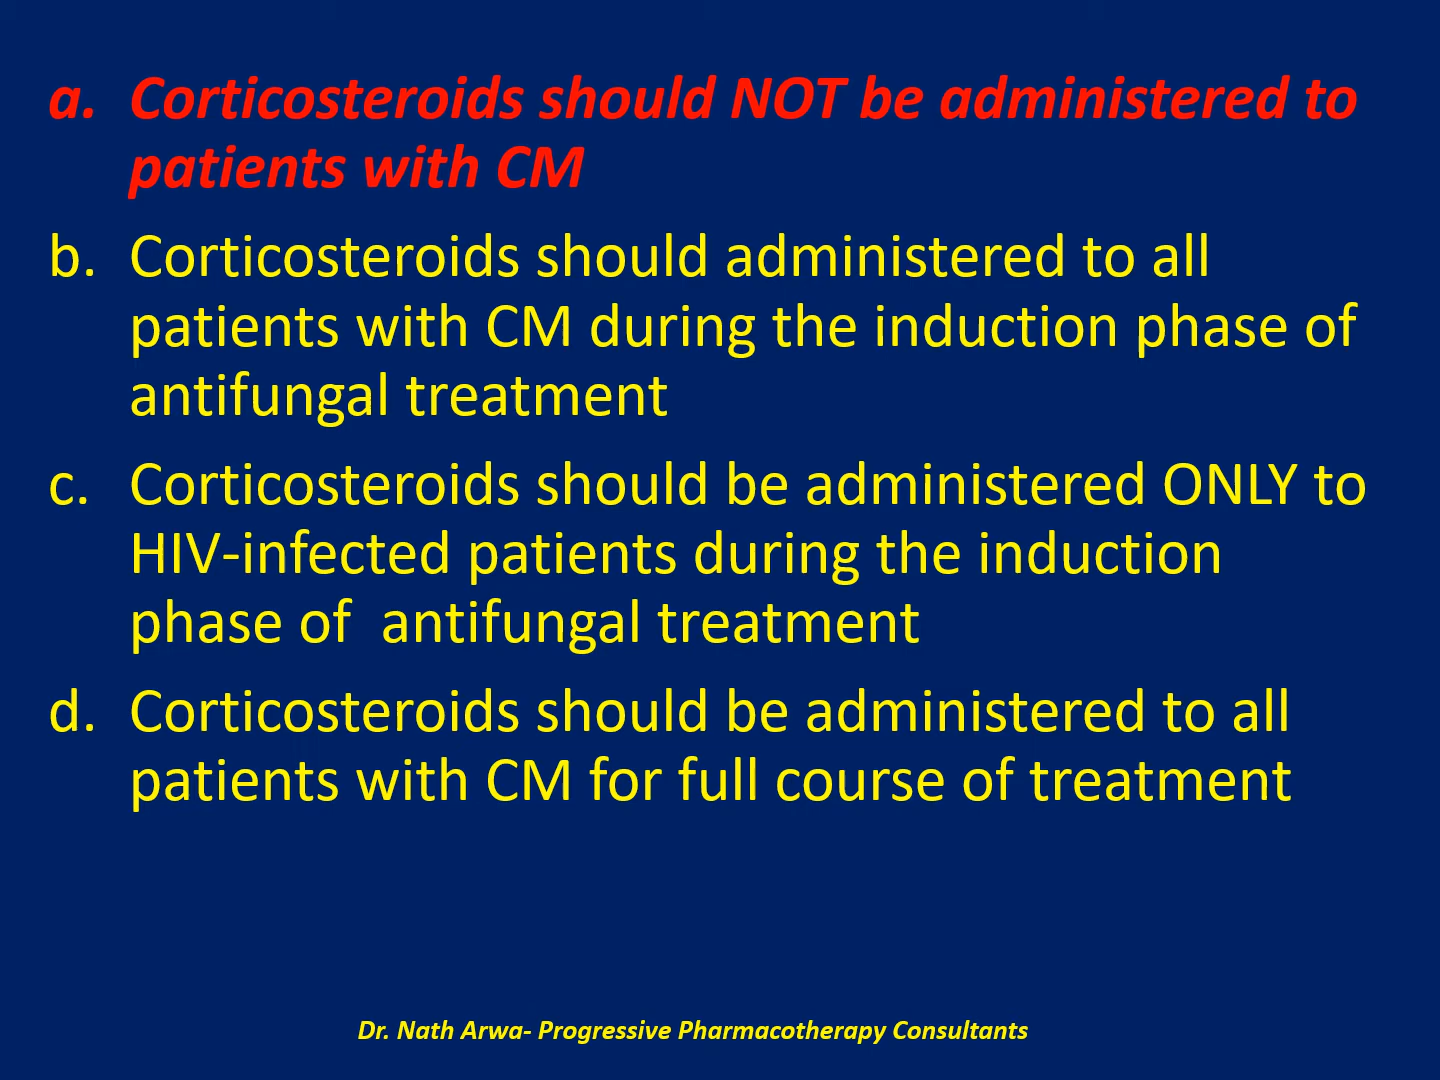 a. Corticosteroids should NOT be administered to
patients with CM
b. Corticosteroids should administered to all
patients with CM during the induction phase of
antifungal treatment
c. Corticosteroids should be administered ONLY to
HIV-infected patients during the induction
phase of  antifungal treatment
d. Corticosteroids should be administered to all
patients with CM for full course of treatment
Dr. Nath Arwa- Progressive Pharmacotherapy Consultants